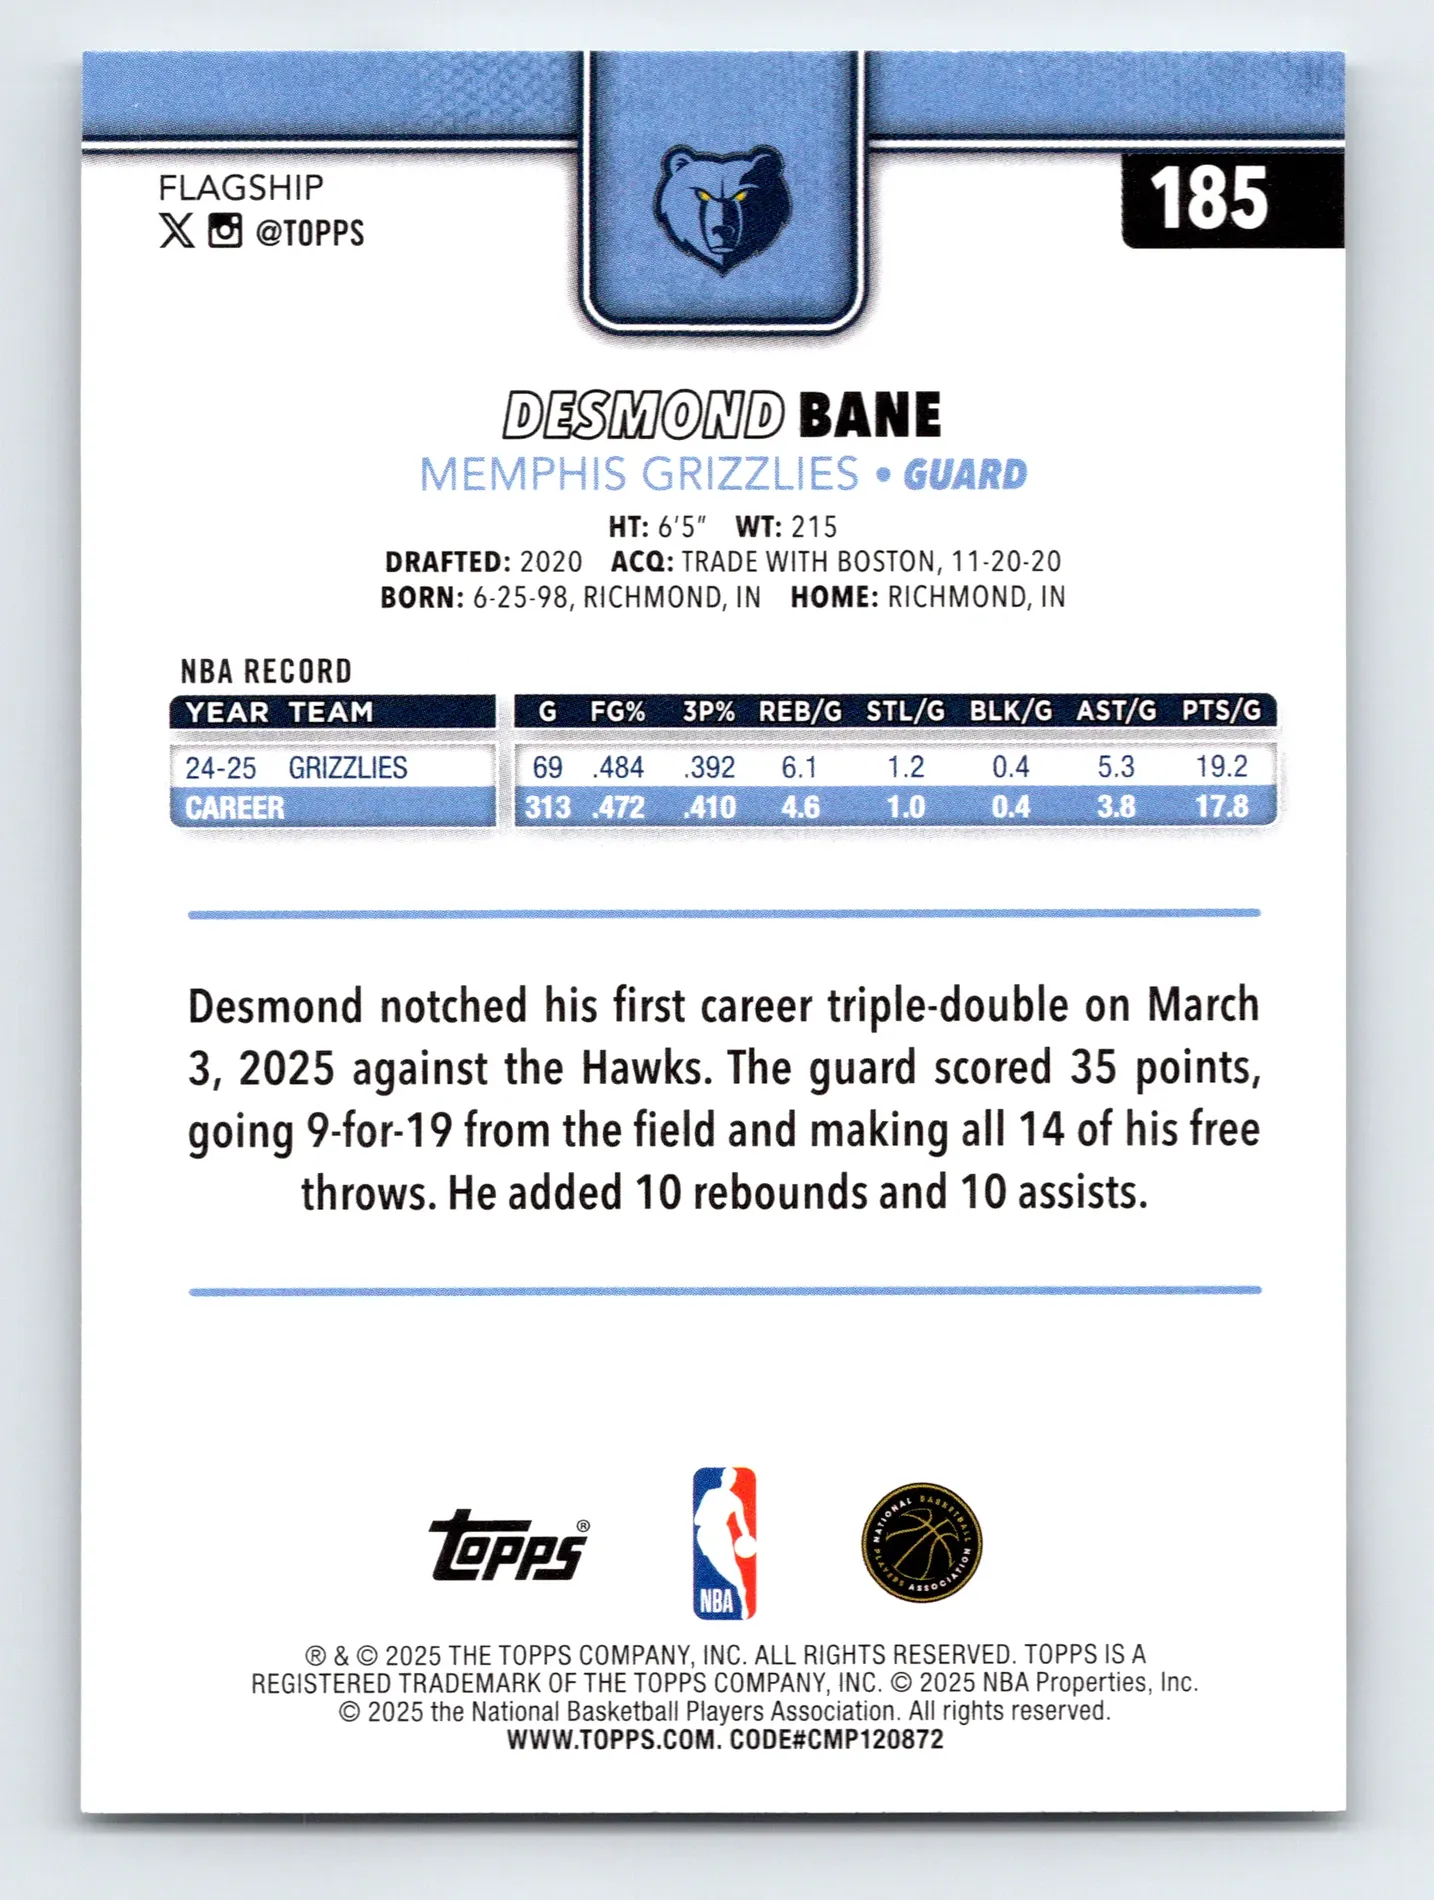 FLAGSHIP
@TOPPS
185
DESMOND BANE
MEMPHIS GRIZZLIES • GUARD
HT: 6'5" WT: 215
DRAFTED: 2020 ACQ: TRADE WITH BOSTON, 11-20-20
BORN: 6-25-98, RICHMOND, IN HOME: RICHMOND, IN
NBA RECORD
YEAR TEAM G FG% 3P% REB/G STL/G BLK/G AST/G PTS/G
24-25 GRIZZLIES 69 .484 .392 6.1 1.2 0.4 5.3 19.2
CAREER 313 .472 .410 4.6 1.0 0.4 3.8 17.8
Desmond notched his first career triple-double on March
3, 2025 against the Hawks. The guard scored 35 points,
going 9-for-19 from the field and making all 14 of his free
throws. He added 10 rebounds and 10 assists.
TOPPS®
NBA
NATIONAL BASKETBALL PLAYERS ASSOCIATION
® & © 2025 THE TOPPS COMPANY, INC. ALL RIGHTS RESERVED. TOPPS IS A
REGISTERED TRADEMARK OF THE TOPPS COMPANY, INC. © 2025 NBA Properties, Inc.
© 2025 the National Basketball Players Association. All rights reserved.
WWW.TOPPS.COM. CODE#CMP120872